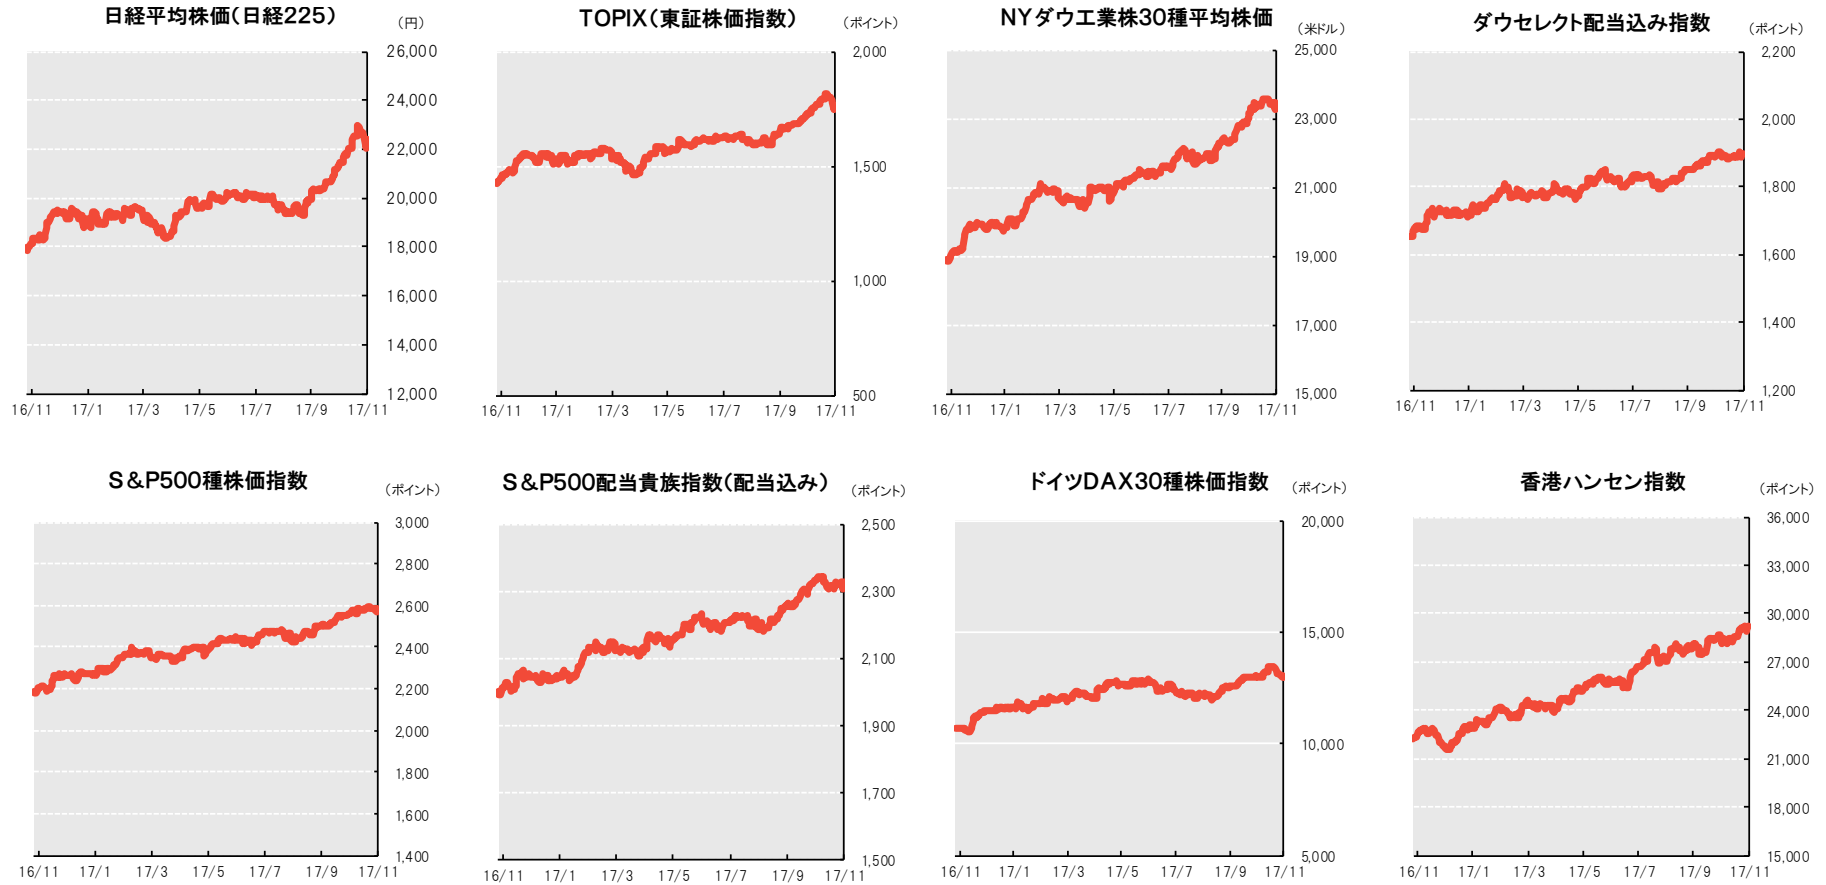 日経平均株価(日経225)
(円)
26,000
24,000
22,000
20,000
18,000
16,000
14,000
12,000
16/11 17/1 17/3 17/5 17/7 17/9 17/11
TOPIX(東証株価指数)
(ポイント)
2,000
1,500
1,000
500
16/11 17/1 17/3 17/5 17/7 17/9 17/11
NYダウ工業株30種平均株価
(米ドル)
25,000
23,000
21,000
19,000
17,000
15,000
16/11 17/1 17/3 17/5 17/7 17/9 17/11
ダウセレクト配当込み指数
(ポイント)
2,200
2,000
1,800
1,600
1,400
1,200
16/11 17/1 17/3 17/5 17/7 17/9 17/11
S&P500種株価指数
(ポイント)
3,000
2,800
2,600
2,400
2,200
2,000
1,800
1,600
1,400
16/11 17/1 17/3 17/5 17/7 17/9 17/11
S&P500配当貴族指数(配当込み)
(ポイント)
2,500
2,300
2,100
1,900
1,700
1,500
16/11 17/1 17/3 17/5 17/7 17/9 17/11
ドイツDAX30種株価指数
(ポイント)
20,000
15,000
10,000
5,000
16/11 17/1 17/3 17/5 17/7 17/9 17/11
香港ハンセン指数
(ポイント)
36,000
33,000
30,000
27,000
24,000
21,000
18,000
15,000
16/11 17/1 17/3 17/5 17/7 17/9 17/11